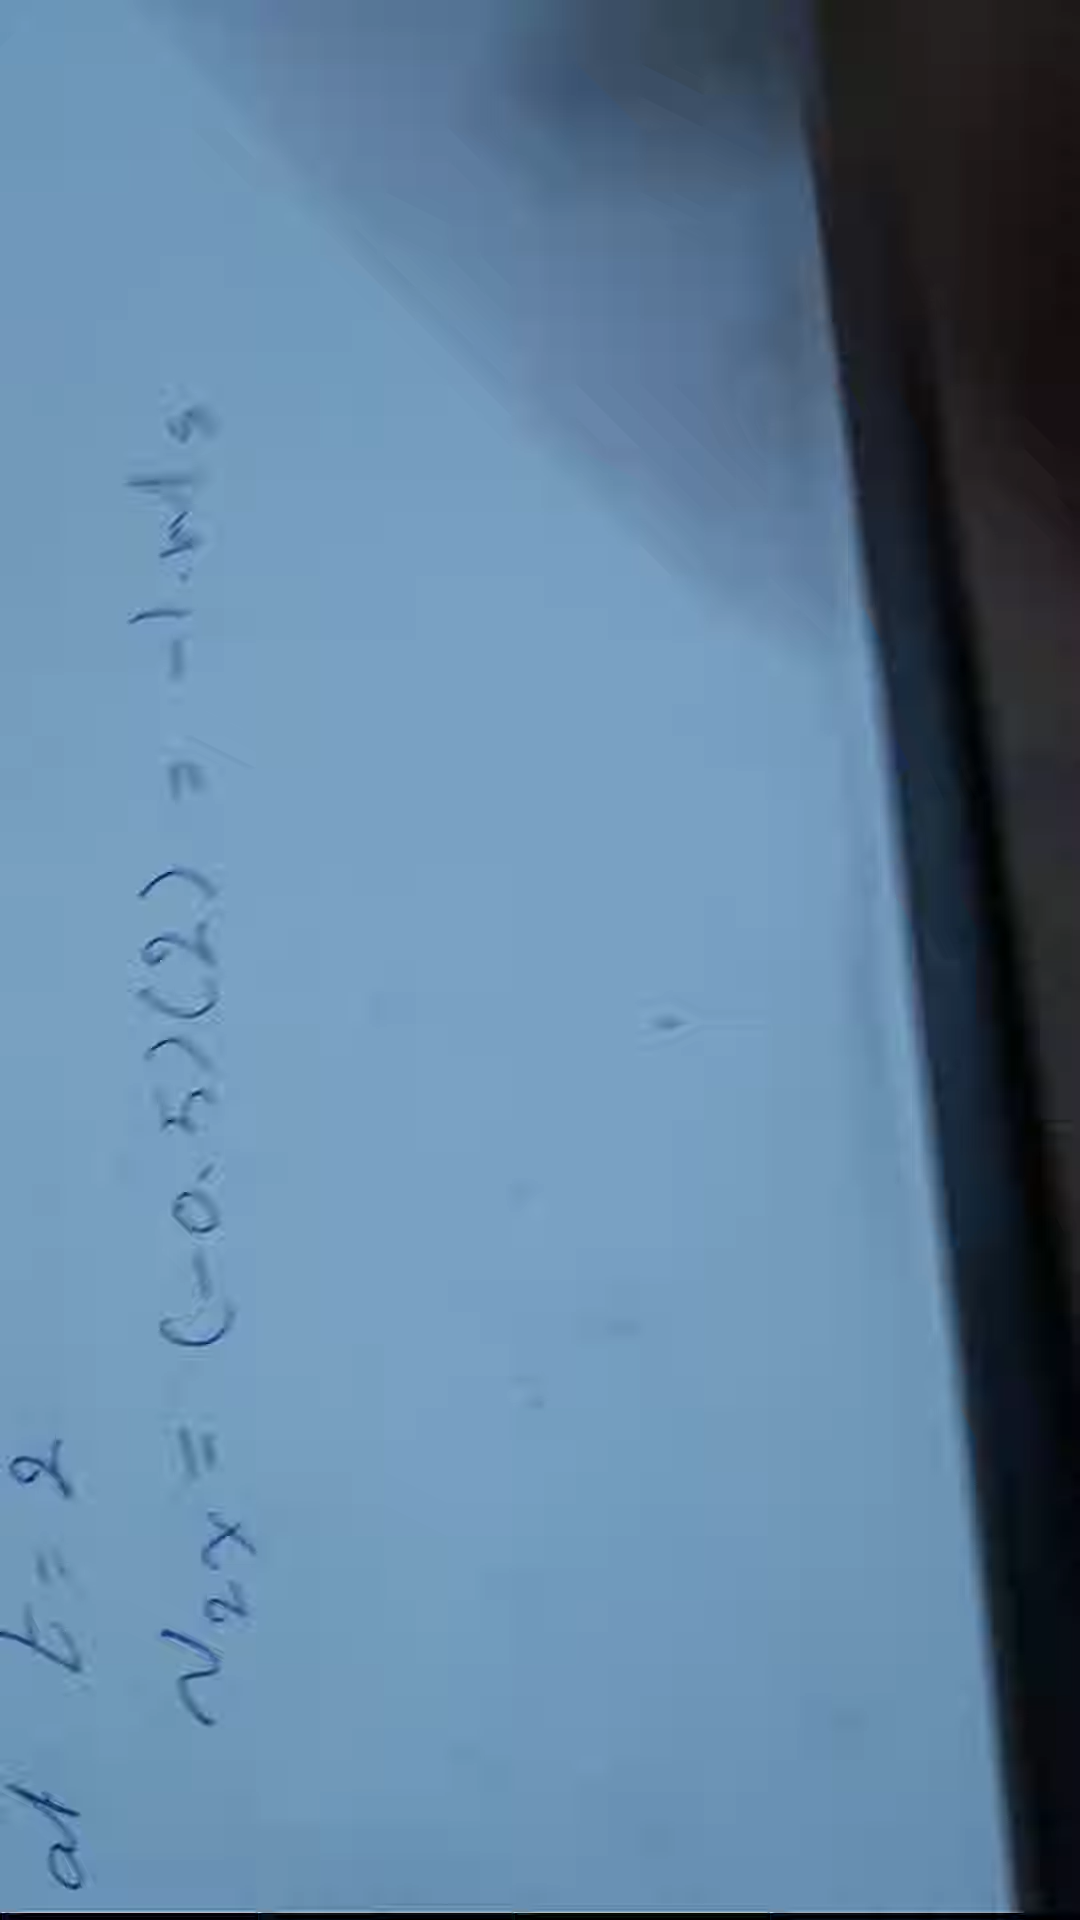 at t = 2
v2x = (-0.5)(2) = -1 m/s